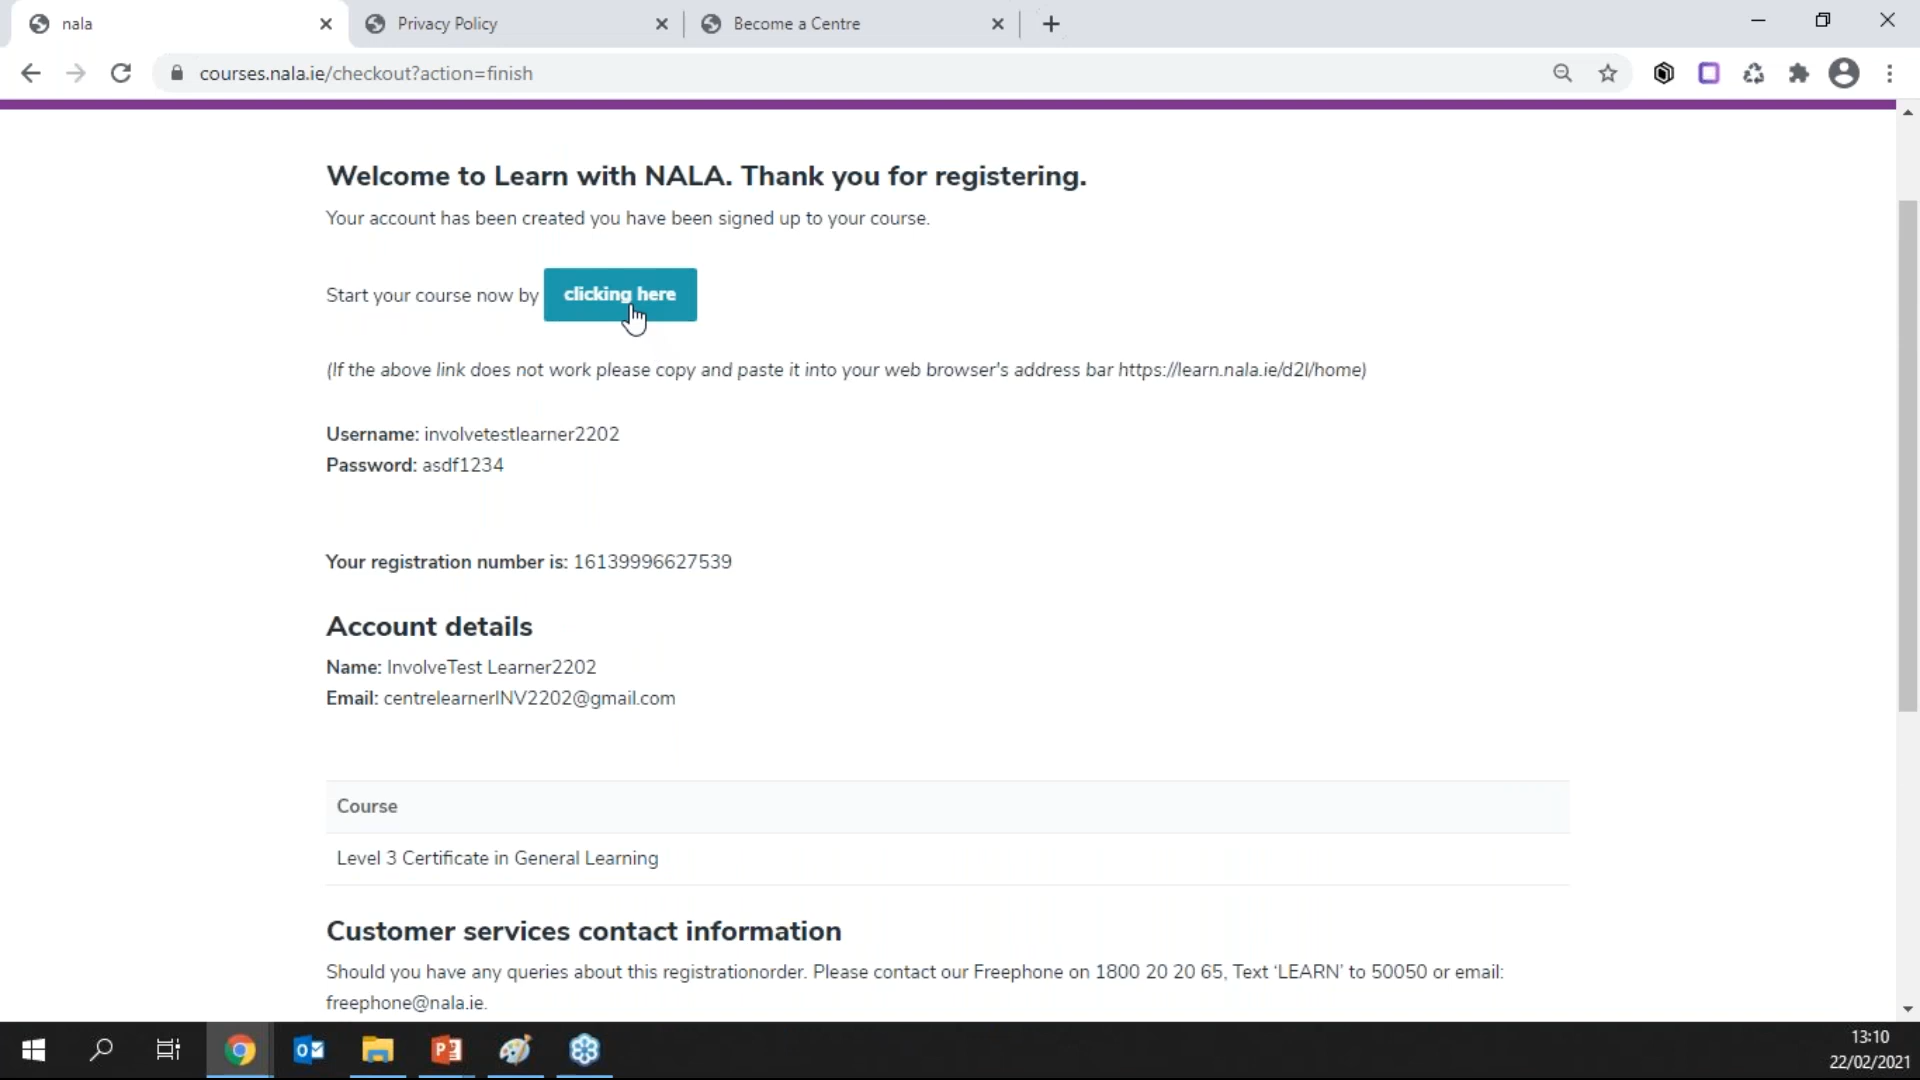 nala
Privacy Policy
Become a Centre
courses.nala.ie/checkout?action=finish
Welcome to Learn with NALA. Thank you for registering.
Your account has been created you have been signed up to your course.
Start your course now by clicking here
(If the above link does not work please copy and paste it into your web browser's address bar https://learn.nala.ie/d2l/home)
Username: involvetestlearner2202
Password: asdf1234
Your registration number is: 16139996627539
Account details
Name: InvolveTest Learner2202
Email: centrelearnerINV2202@gmail.com
Course
Level 3 Certificate in General Learning
Customer services contact information
Should you have any queries about this registrationorder. Please contact our Freephone on 1800 20 20 65, Text ‘LEARN’ to 50050 or email:
freephone@nala.ie.
13:10
22/02/2021